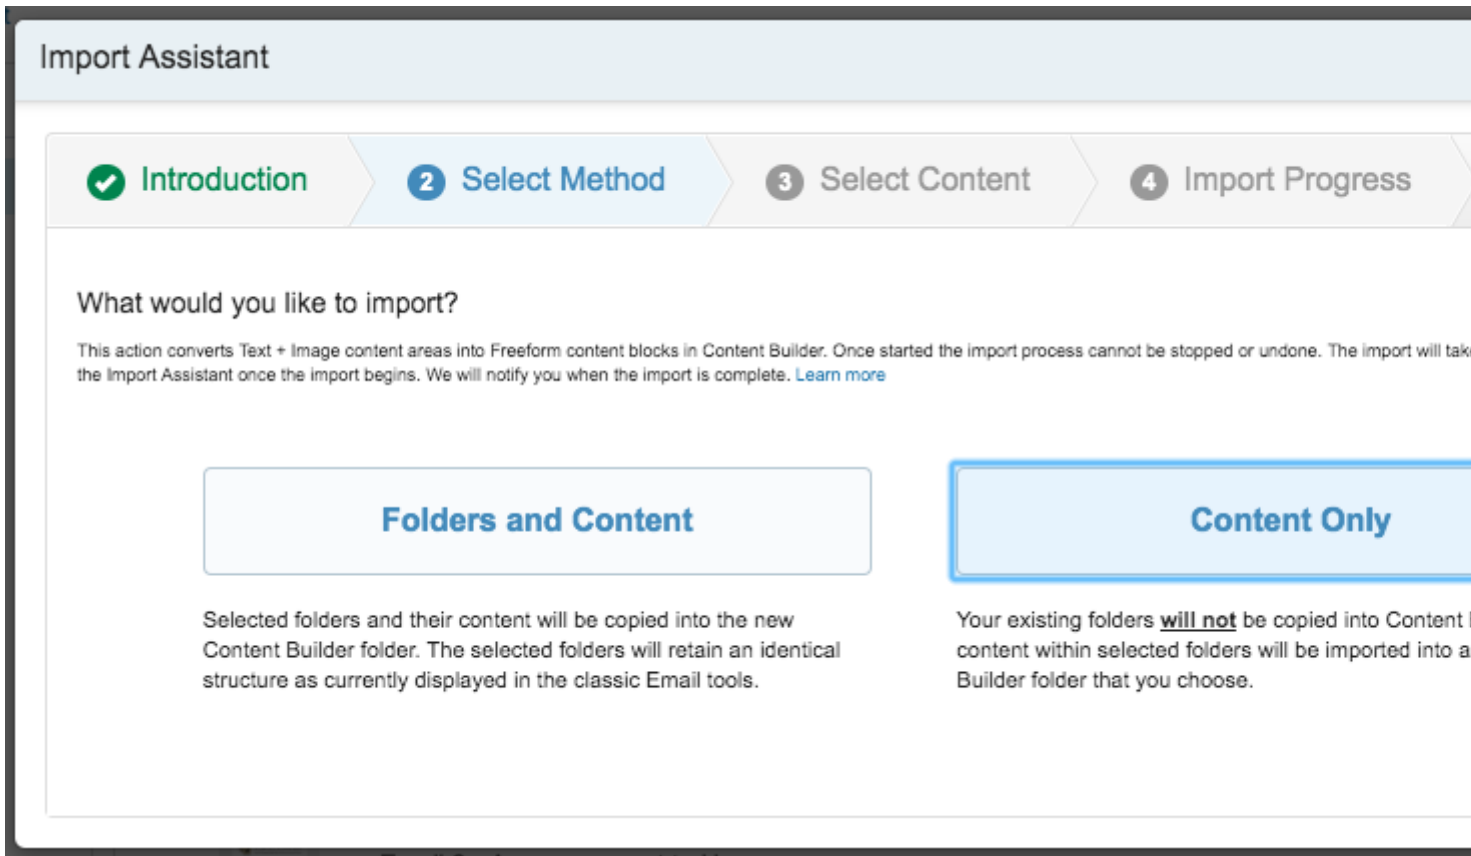 Import Assistant
Introduction
2 Select Method
3 Select Content
4 Import Progress
What would you like to import?
This action converts Text + Image content areas into Freeform content blocks in Content Builder. Once started the import process cannot be stopped or undone. The import will take
the Import Assistant once the import begins. We will notify you when the import is complete. Learn more
Folders and Content
Content Only
Selected folders and their content will be copied into the new
Content Builder folder. The selected folders will retain an identical
structure as currently displayed in the classic Email tools.
Your existing folders will not be copied into Content
content within selected folders will be imported into a
Builder folder that you choose.